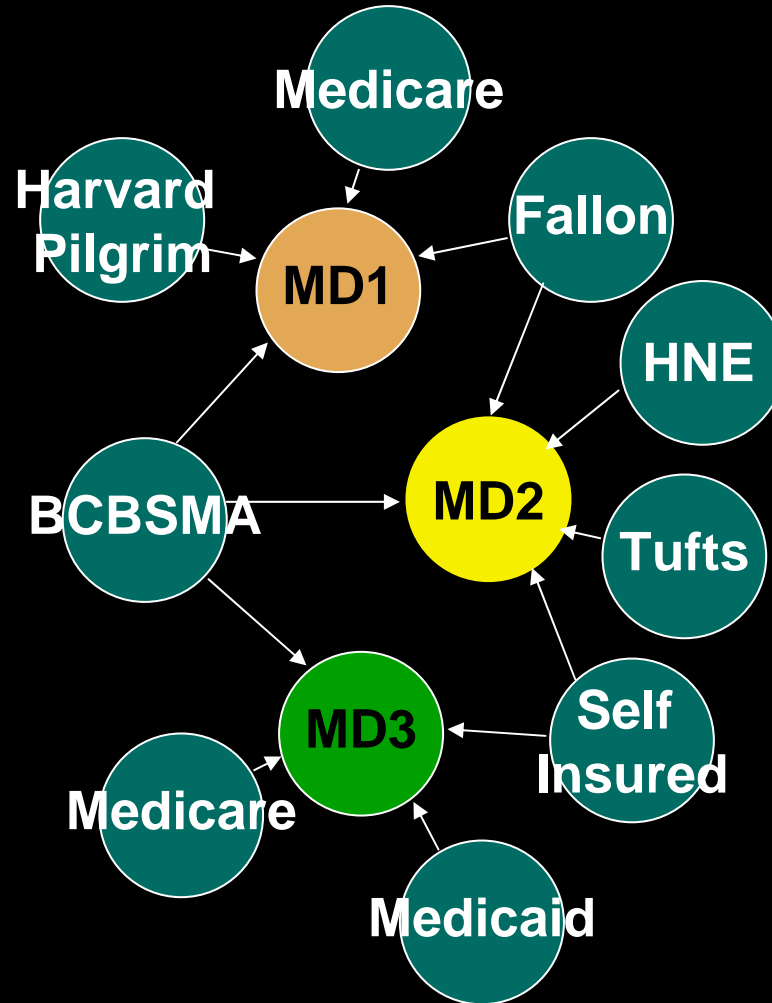 Medicare
Harvard
Pilgrim
Fallon
MD1
HNE
BCBSMA
MD2
Tufts
Self
Insured
MD3
Medicare
Medicaid